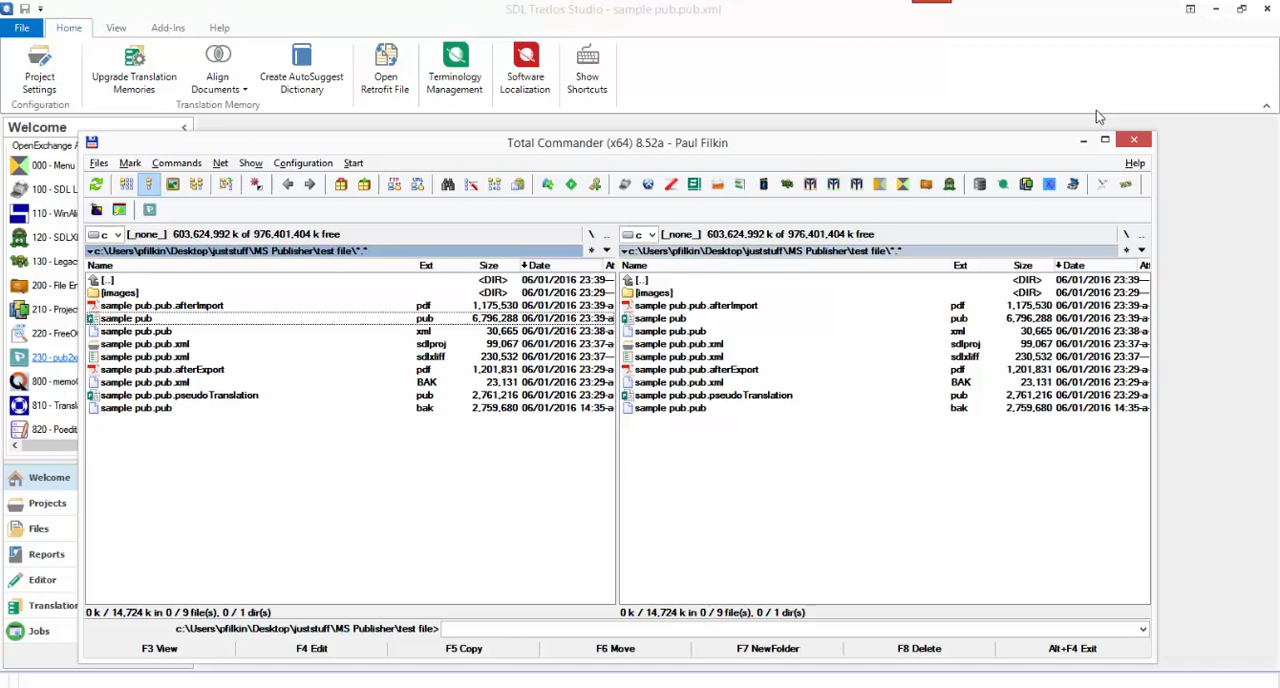 SDL Trados Studio - sample pub.pub.xml
File Home View Add-Ins Help
Project Settings
Upgrade Translation Memories
Align Documents
Create AutoSuggest Dictionary
Open Retrofit File
Terminology Management
Software Localization
Show Shortcuts
Configuration Translation Memory
Welcome
OpenExchange A
000 - Menu
100 - SDL L
110 - WinAli
120 - SDLXl
130 - Legac
200 - File En
210 - Project
220 - FreeO
230 - pub2x
800 - memo
810 - Transl
820 - Poedit
Welcome
Projects
Files
Reports
Editor
Translation
Jobs
Total Commander (x64) 8.52a - Paul Filkin
Files Mark Commands Net Show Configuration Start Help
c [_none_] 603,624,992 k of 976,401,404 k free \ ..
c:\Users\pfilkin\Desktop\juststuff\MS Publisher\test file\*.* *
Name Ext Size Date At
[..] <DIR> 06/01/2016 23:39 —
[images] <DIR> 06/01/2016 23:29 —
sample pub.pub.afterImport pdf 1,175,530 06/01/2016 23:39 -a
sample pub pub 6,796,288 06/01/2016 23:39 -a
sample pub.pub xml 30,665 06/01/2016 23:38 -a
sample pub.pub.xml sdlproj 99,067 06/01/2016 23:37 -a
sample pub.pub.xml sdlxliff 230,532 06/01/2016 23:37 —
sample pub.pub.afterExport pdf 1,201,831 06/01/2016 23:29 -a
sample pub.pub.xml BAK 23,131 06/01/2016 23:29 -a
sample pub.pub.pseudoTranslation pub 2,761,216 06/01/2016 23:29 -a
sample pub.pub bak 2,759,680 06/01/2016 14:35 -a
0 k / 14,724 k in 0 / 9 file(s), 0 / 1 dir(s)
c [_none_] 603,624,992 k of 976,401,404 k free \ ..
c:\Users\pfilkin\Desktop\juststuff\MS Publisher\test file\*.* *
Name Ext Size Date At
[..] <DIR> 06/01/2016 23:39 —
[images] <DIR> 06/01/2016 23:29 —
sample pub.pub.afterImport pdf 1,175,530 06/01/2016 23:39 -a
sample pub pub 6,796,288 06/01/2016 23:39 -a
sample pub.pub xml 30,665 06/01/2016 23:38 -a
sample pub.pub.xml sdlproj 99,067 06/01/2016 23:37 -a
sample pub.pub.xml sdlxliff 230,532 06/01/2016 23:37 —
sample pub.pub.afterExport pdf 1,201,831 06/01/2016 23:29 -a
sample pub.pub.xml BAK 23,131 06/01/2016 23:29 -a
sample pub.pub.pseudoTranslation pub 2,761,216 06/01/2016 23:29 -a
sample pub.pub bak 2,759,680 06/01/2016 14:35 -a
0 k / 14,724 k in 0 / 9 file(s), 0 / 1 dir(s)
c:\Users\pfilkin\Desktop\juststuff\MS Publisher\test file>
F3 View F4 Edit F5 Copy F6 Move F7 NewFolder F8 Delete Alt+F4 Exit